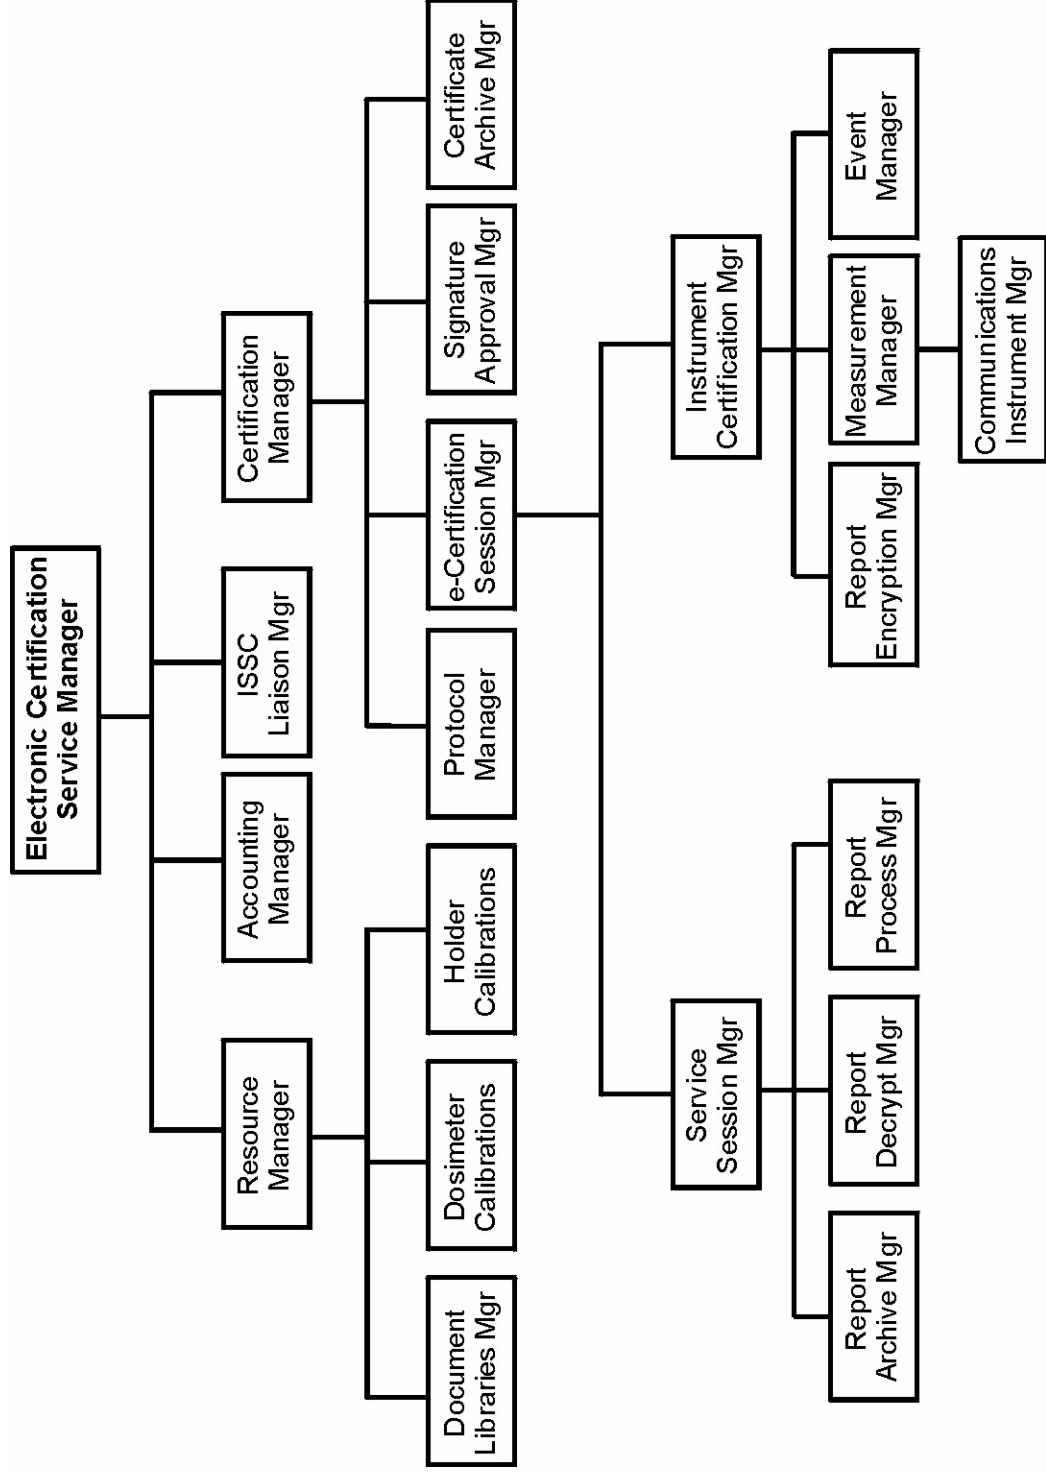 Electronic Certification
Service Manager
Resource
Manager
Accounting
Manager
ISSC
Liaison Mgr
Certification
Manager
Document
Libraries Mgr
Dosimeter
Calibrations
Holder
Calibrations
Protocol
Manager
e-Certification
Session Mgr
Signature
Approval Mgr
Certificate
Archive Mgr
Service
Session Mgr
Instrument
Certification Mgr
Report
Archive Mgr
Report
Decrypt Mgr
Report
Process Mgr
Report
Encryption Mgr
Measurement
Manager
Event
Manager
Communications
Instrument Mgr